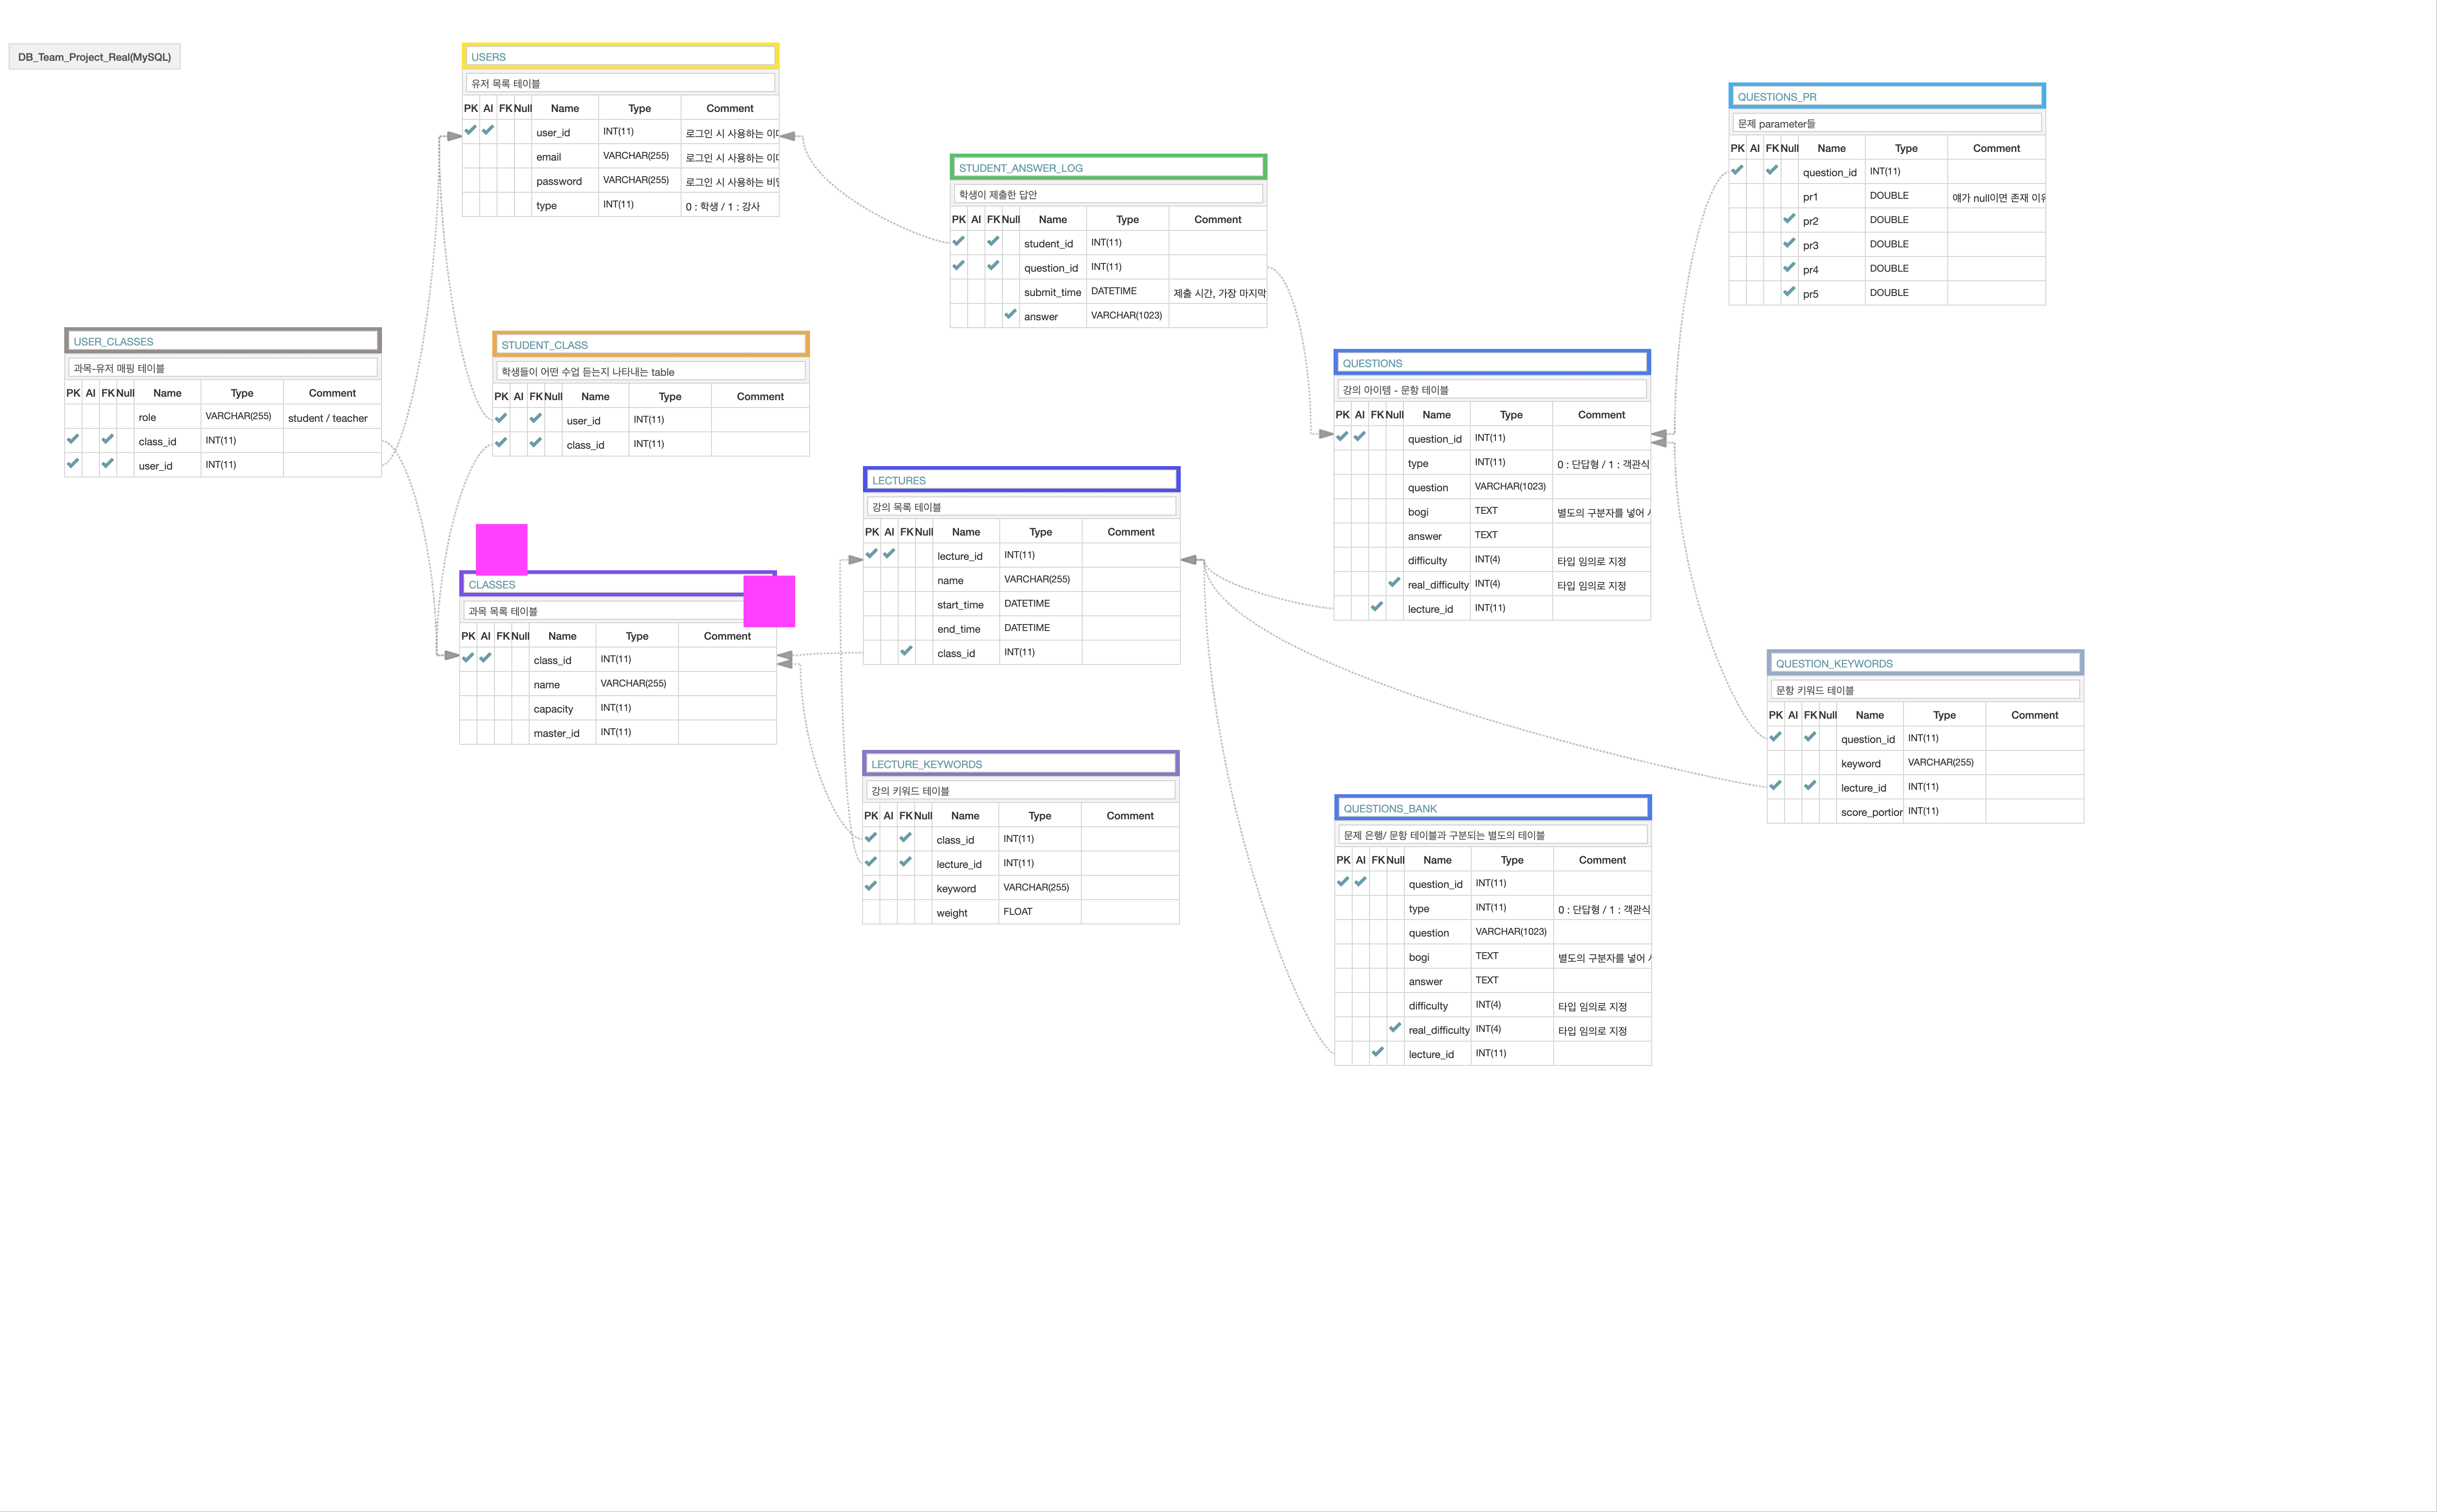 DB_Team_Project_Real(MySQL)
USERS
유저 목록 테이블
PK AI FK Null Name Type Comment
user_id INT(11) 로그인 시 사용하는
email VARCHAR(255) 로그인 시 사용하는
password VARCHAR(255) 로그인 시 사용하는
type INT(11) 0 : 학생 / 1 : 강사
QUESTIONS_PR
문제 parameter들
PK AI FK Null Name Type Comment
question_id INT(11)
pr1 DOUBLE 얘가 null이면 존재
pr2 DOUBLE
pr3 DOUBLE
pr4 DOUBLE
pr5 DOUBLE
STUDENT_ANSWER_LOG
학생이 제출한 답안
PK AI FK Null Name Type Comment
student_id INT(11)
question_id INT(11)
submit_time DATETIME 제출 시간, 가장 마지막
answer VARCHAR(1023)
USER_CLASSES
과목-유저 매핑 테이블
PK AI FK Null Name Type Comment
role VARCHAR(255) student / teacher
class_id INT(11)
user_id INT(11)
STUDENT_CLASS
학생들이 어떤 수업 듣는지 나타내는 table
PK AI FK Null Name Type Comment
user_id INT(11)
class_id INT(11)
QUESTIONS
강의 아이템 - 문항 테이블
PK AI FK Null Name Type Comment
question_id INT(11)
type INT(11) 0 : 단답형 / 1 : 객관식
question VARCHAR(1023)
bogi TEXT 별도의 구분자를 넣어
answer TEXT
difficulty INT(4) 타입 임의로 지정
real_difficulty INT(4) 타입 임의로 지정
lecture_id INT(11)
LECTURES
강의 목록 테이블
PK AI FK Null Name Type Comment
lecture_id INT(11)
name VARCHAR(255)
start_time DATETIME
end_time DATETIME
class_id INT(11)
CLASSES
과목 목록 테이블
PK AI FK Null Name Type Comment
class_id INT(11)
name VARCHAR(255)
capacity INT(11)
master_id INT(11)
QUESTION_KEYWORDS
문항 키워드 테이블
PK AI FK Null Name Type Comment
question_id INT(11)
keyword VARCHAR(255)
lecture_id INT(11)
score_portion INT(11)
LECTURE_KEYWORDS
강의 키워드 테이블
PK AI FK Null Name Type Comment
class_id INT(11)
lecture_id INT(11)
keyword VARCHAR(255)
weight FLOAT
QUESTIONS_BANK
문제 은행/ 문항 테이블과 구분되는 별도의 테이블
PK AI FK Null Name Type Comment
question_id INT(11)
type INT(11) 0 : 단답형 / 1 : 객관식
question VARCHAR(1023)
bogi TEXT 별도의 구분자를 넣어
answer TEXT
difficulty INT(4) 타입 임의로 지정
real_difficulty INT(4) 타입 임의로 지정
lecture_id INT(11)